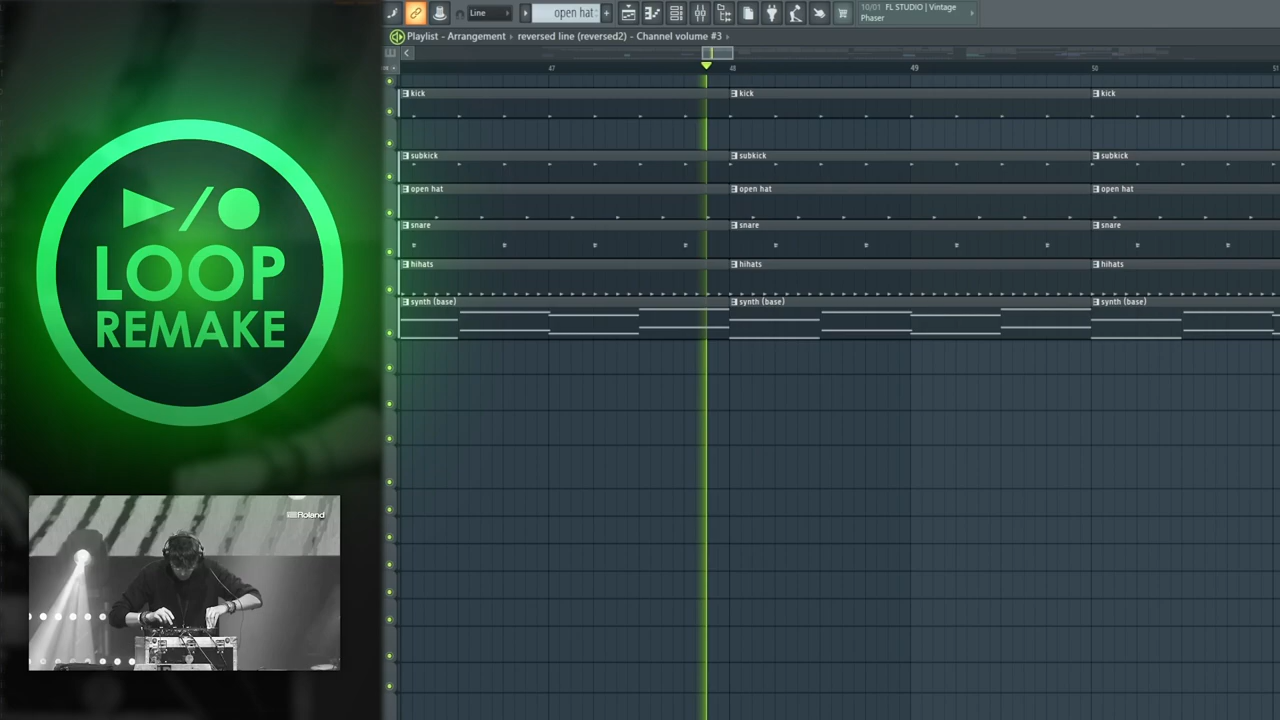 LOOP
REMAKE
Roland
Line
open hat
10/01 FL STUDIO | Vintage
Phaser
Playlist - Arrangement › reversed line (reversed2) - Channel volume #3 ›
47
48
49
50
51
kick
kick
kick
subkick
subkick
subkick
open hat
open hat
open hat
snare
snare
snare
hihats
hihats
hihats
synth (base)
synth (base)
synth (base)